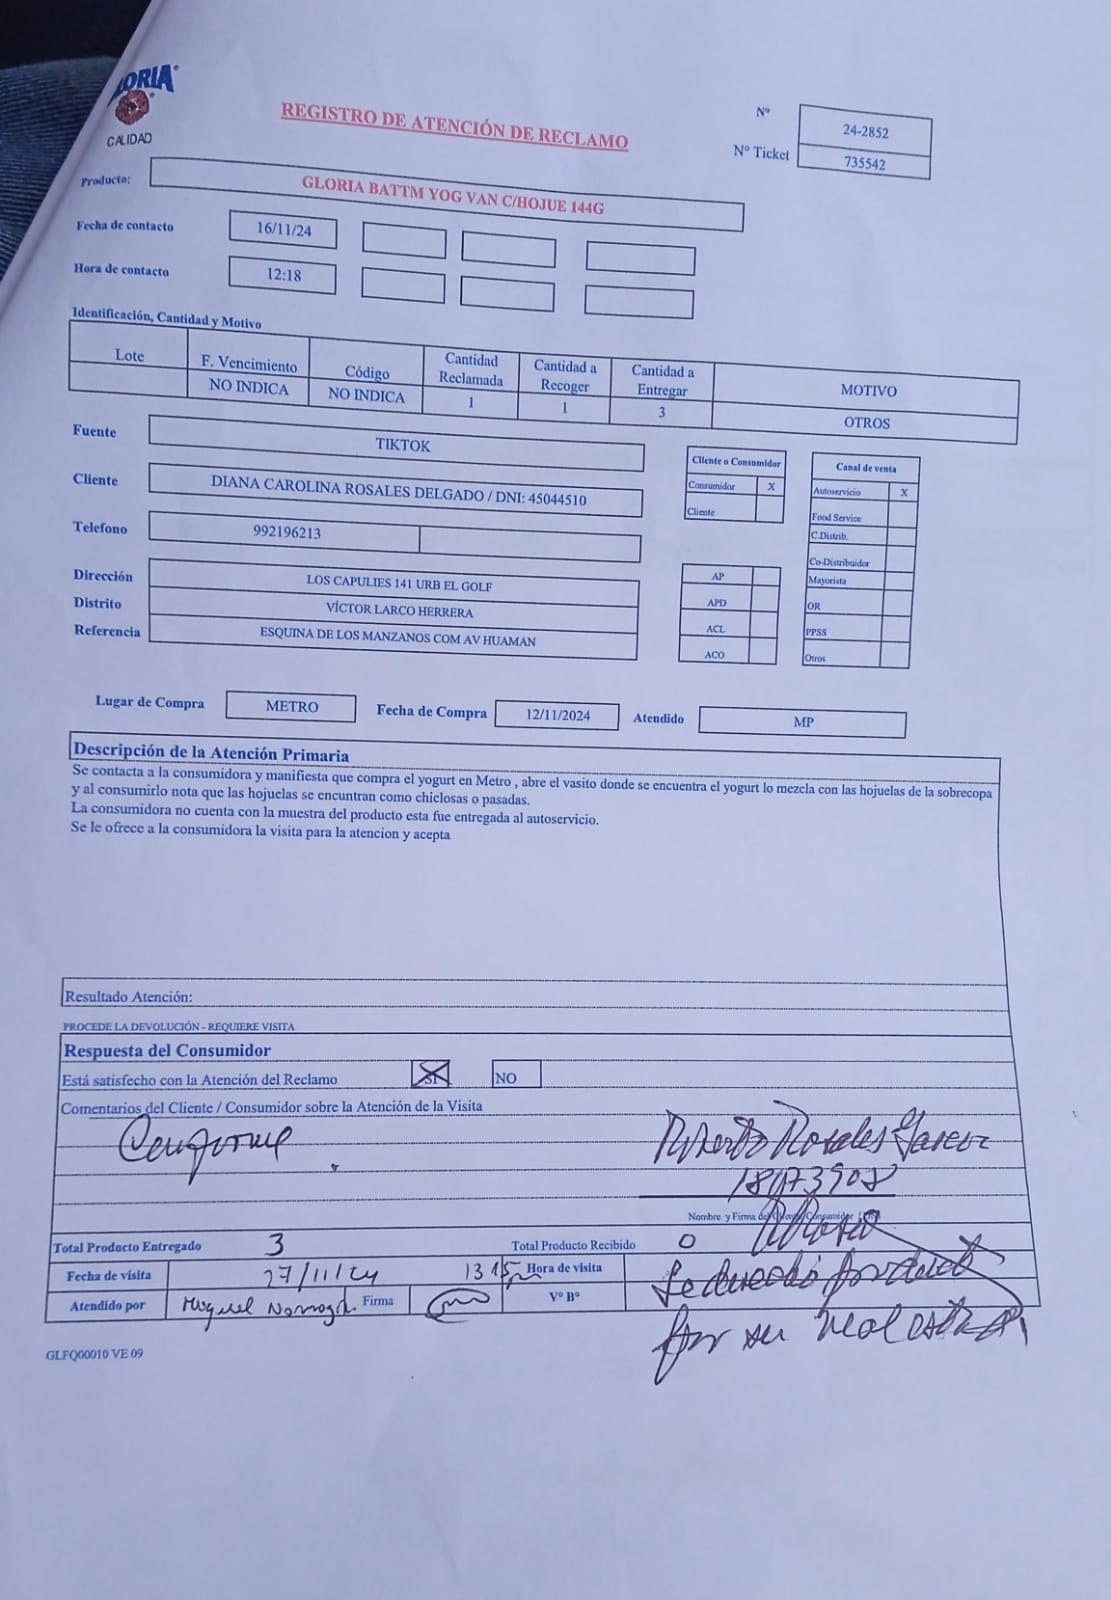 ORIA
CALIDAD
REGISTRO DE ATENCIÓN DE RECLAMO
Nº 24-2852
Nº Ticket 735542
Producto: GLORIA BATTM YOG VAN C/HOJUE 144G
Fecha de contacto 16/11/24
Hora de contacto 12:18
Identificación, Cantidad y Motivo
Lote F. Vencimiento Código Cantidad Reclamada Cantidad a Recoger Cantidad a Entregar MOTIVO
NO INDICA NO INDICA 1 1 3 OTROS
Fuente TIKTOK
Cliente DIANA CAROLINA ROSALES DELGADO / DNI: 45044510
Telefono 992196213
Dirección LOS CAPULIES 141 URB EL GOLF
Distrito VÍCTOR LARCO HERRERA
Referencia ESQUINA DE LOS MANZANOS COM AV HUAMAN
Cliente o Consumidor
Consumidor X
Cliente
AP
APD
ACL
ACO
Canal de venta
Autoservicio X
Food Service
C.Distrib.
Co-Distribuidor
Mayorista
OR
PPSS
Otros
Lugar de Compra METRO Fecha de Compra 12/11/2024 Atendido MP
Descripción de la Atención Primaria
Se contacta a la consumidora y manifiesta que compra el yogurt en Metro , abre el vasito donde se encuentra el yogurt lo mezcla con las hojuelas de la sobrecopa
y al consumirlo nota que las hojuelas se encuntran como chiclosas o pasadas.
La consumidora no cuenta con la muestra del producto esta fue entregada al autoservicio.
Se le ofrece a la consumidora la visita para la atencion y acepta
Resultado Atención:
PROCEDE LA DEVOLUCIÓN - REQUIERE VISITA
Respuesta del Consumidor
Está satisfecho con la Atención del Reclamo SI NO
Comentarios del Cliente / Consumidor sobre la Atención de la Visita
Conforme
Roberto Rosales
Nombre y Firma del
Total Producto Entregado 3 Total Producto Recibido 0
Fecha de visita 27/11/24 13:15 Hora de visita
Atendido por Miguel Firma Vº Bº
por su molestia
GLFQ00010 VE 09